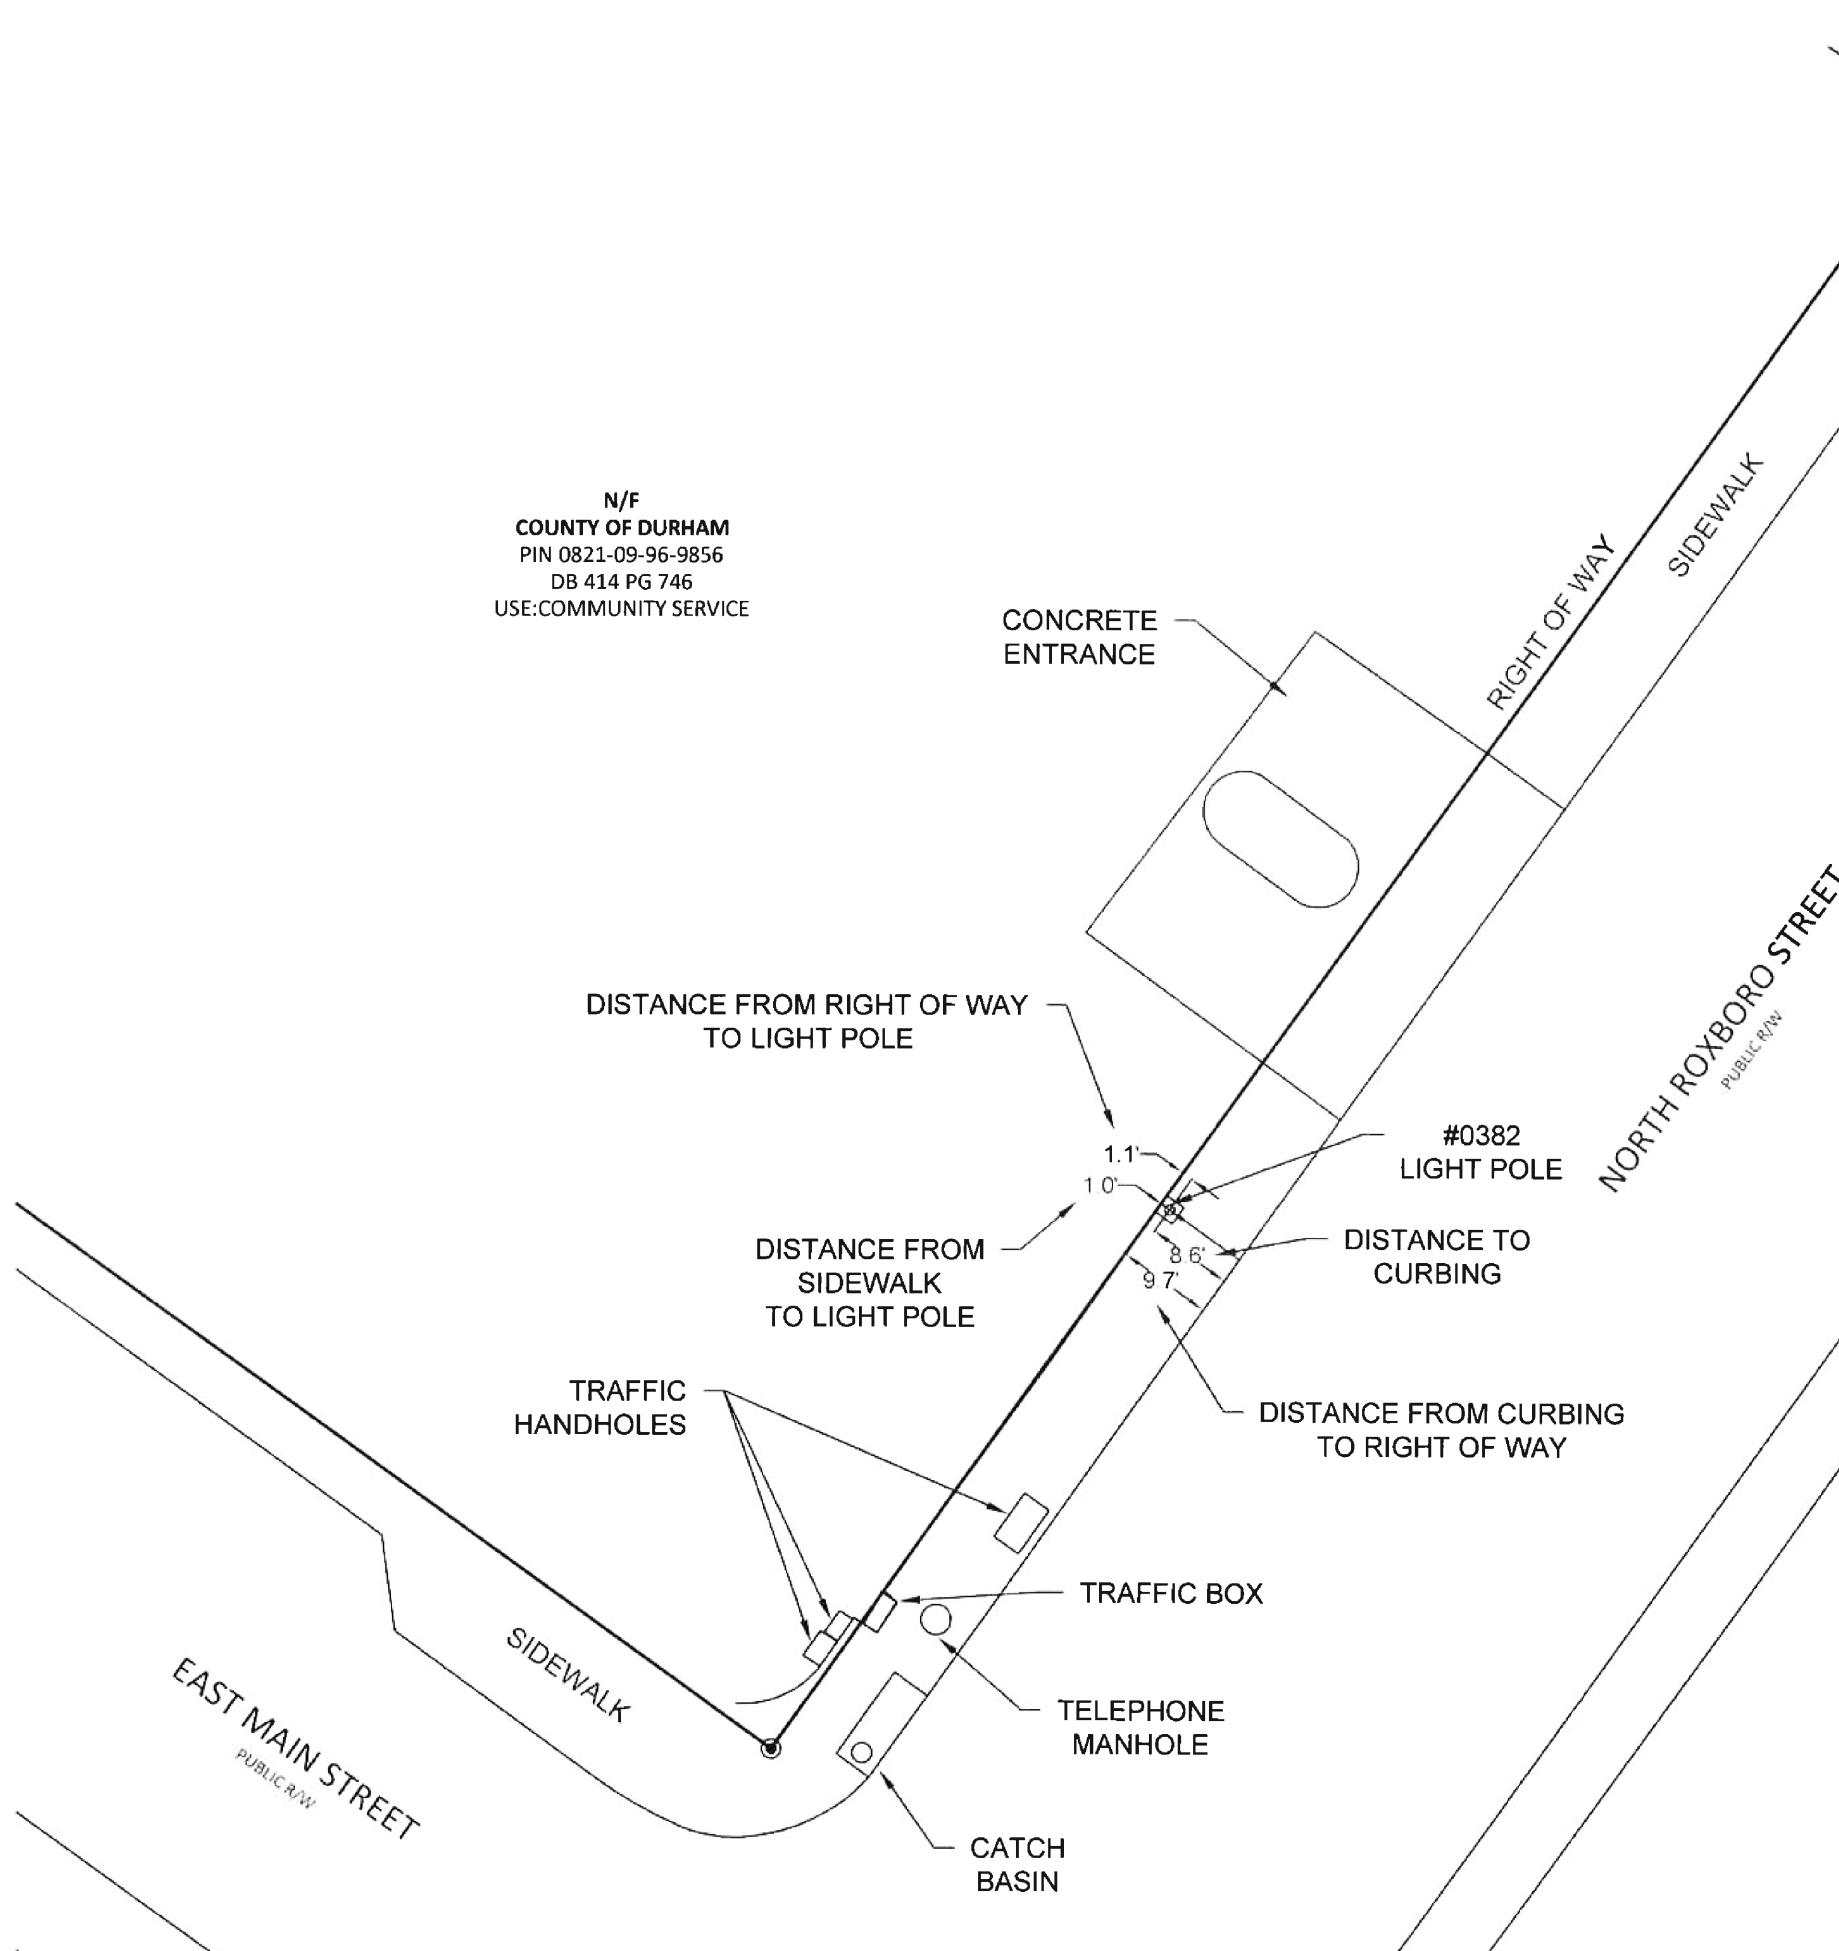 N/F
COUNTY OF DURHAM
PIN 0821-09-96-9856
DB 414 PG 746
USE:COMMUNITY SERVICE
CONCRETE
ENTRANCE
RIGHT OF WAY
SIDEWALK
NORTH ROXBORO STREET
PUBLIC R/W
DISTANCE FROM RIGHT OF WAY
TO LIGHT POLE
1.1'
1.0'
#0382
LIGHT POLE
DISTANCE FROM
SIDEWALK
TO LIGHT POLE
8.6'
9.7'
DISTANCE TO
CURBING
TRAFFIC
HANDHOLES
DISTANCE FROM CURBING
TO RIGHT OF WAY
TRAFFIC BOX
SIDEWALK
EAST MAIN STREET
PUBLIC R/W
TELEPHONE
MANHOLE
CATCH
BASIN